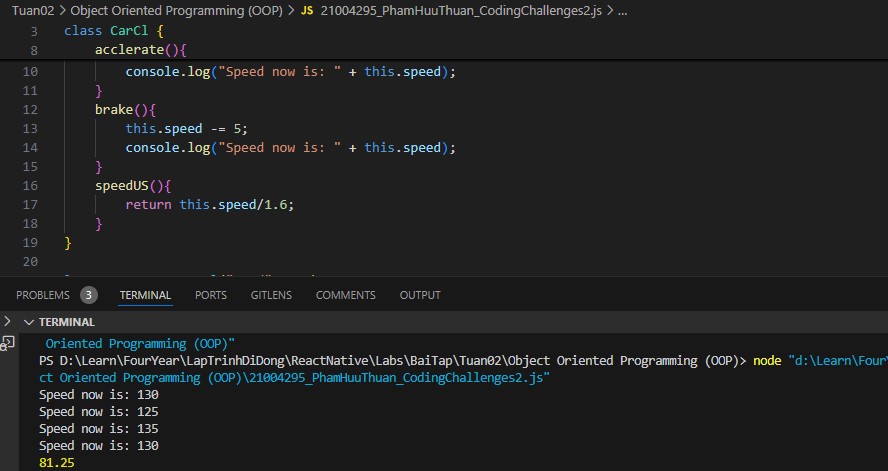 Tuan02 > Object Oriented Programming (OOP) > JS 21004295_PhamHuuThuan_CodingChallenges2.js > ...
3 class CarCl {
8 acclerate(){
10 console.log("Speed now is: " + this.speed);
11 }
12 brake(){
13 this.speed -= 5;
14 console.log("Speed now is: " + this.speed);
15 }
16 speedUS(){
17 return this.speed/1.6;
18 }
19 }
20
PROBLEMS 3 TERMINAL PORTS GITLENS COMMENTS OUTPUT
TERMINAL
Oriented Programming (OOP)"
PS D:\Learn\FourYear\LapTrinhDiDong\ReactNative\Labs\BaiTap\Tuan02\Object Oriented Programming (OOP)> node "d:\Learn\Four
ct Oriented Programming (OOP)\21004295_PhamHuuThuan_CodingChallenges2.js"
Speed now is: 130
Speed now is: 125
Speed now is: 135
Speed now is: 130
81.25